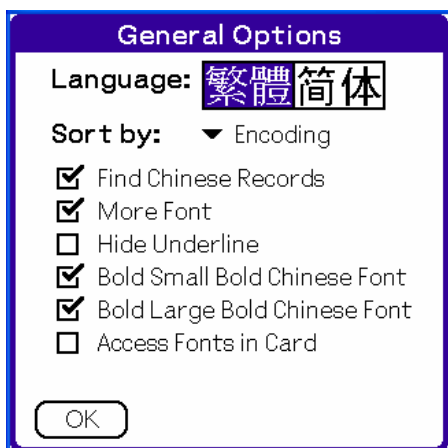 General Options
Language: 繁體 简体
Sort by: Encoding
Find Chinese Records
More Font
Hide Underline
Bold Small Bold Chinese Font
Bold Large Bold Chinese Font
Access Fonts in Card
OK